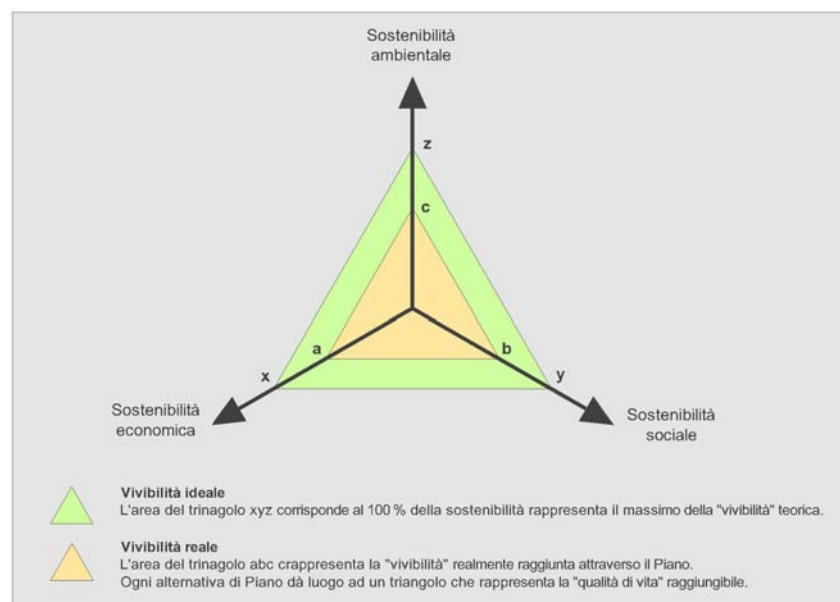 Sostenibilità
ambientale
z
c
a
b
x
y
Sostenibilità
economica
Sostenibilità
sociale
Vivibilità ideale
L'area del trinagolo xyz corrisponde al 100 % della sostenibilità rappresenta il massimo della "vivibilità" teorica.
Vivibilità reale
L'area del trinagolo abc crappresenta la "vivibilità" realmente raggiunta attraverso il Piano.
Ogni alternativa di Piano dà luogo ad un triangolo che rappresenta la "qualità di vita" raggiungibile.